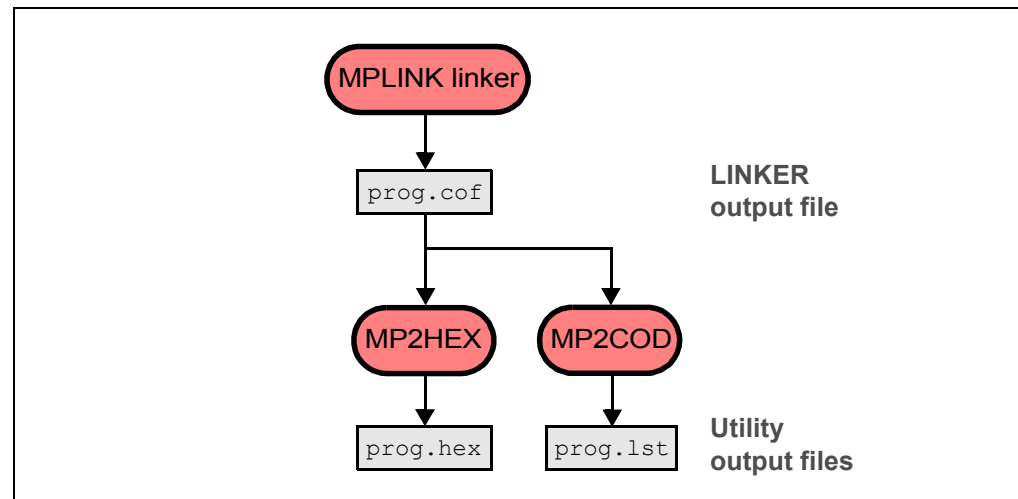 MPLINK linker
prog.cof
LINKER
output file
MP2HEX
MP2COD
prog.hex
prog.lst
Utility
output files